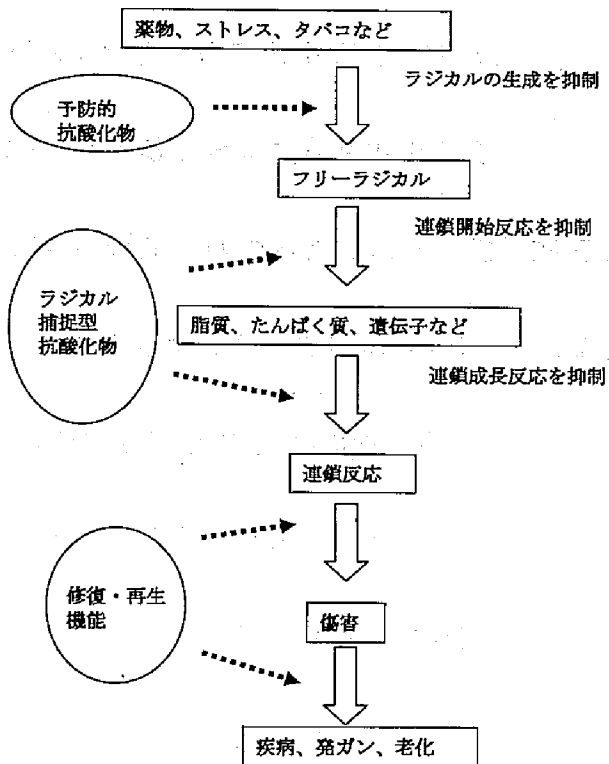 薬物、ストレス、タバコなど
ラジカルの生成を抑制
予防的
抗酸化物
フリーラジカル
連鎖開始反応を抑制
ラジカル
捕捉型
抗酸化物
脂質、たんぱく質、遺伝子など
連鎖成長反応を抑制
連鎖反応
修復・再生
機能
傷害
疾病、発ガン、老化